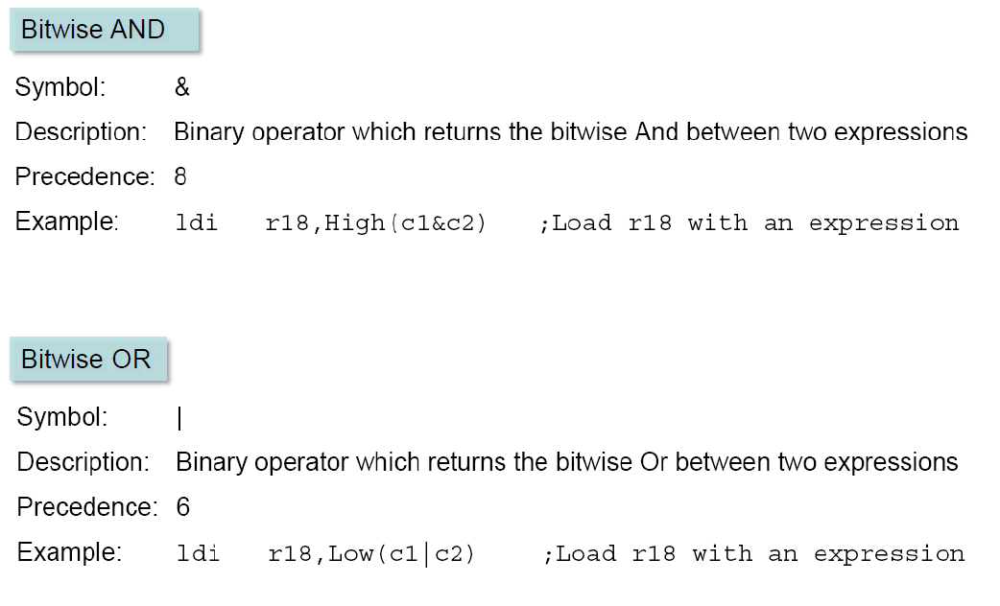 Bitwise AND
Symbol: &
Description: Binary operator which returns the bitwise And between two expressions
Precedence: 8
Example: ldi r18,High(c1&c2) ;Load r18 with an expression
Bitwise OR
Symbol: |
Description: Binary operator which returns the bitwise Or between two expressions
Precedence: 6
Example: ldi r18,Low(c1|c2) ;Load r18 with an expression